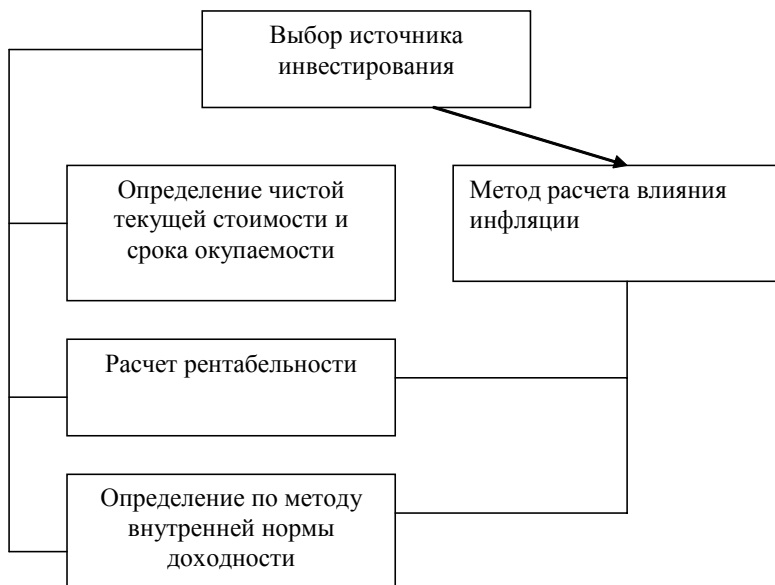 Выбор источника
инвестирования
Определение чистой
текущей стоимости и
срока окупаемости
Метод расчета влияния
инфляции
Расчет рентабельности
Определение по методу
внутренней нормы
доходности